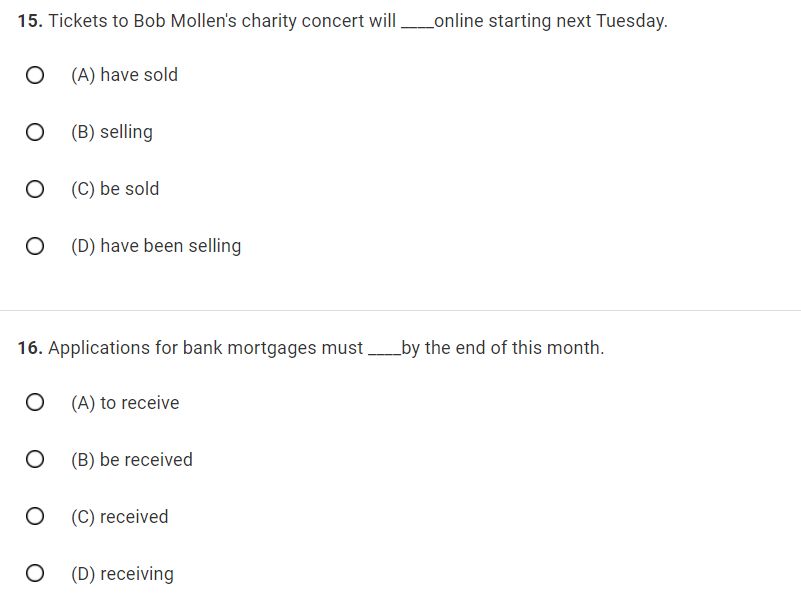 15. Tickets to Bob Mollen's charity concert will ____online starting next Tuesday.
(A) have sold
(B) selling
(C) be sold
(D) have been selling
16. Applications for bank mortgages must ____by the end of this month.
(A) to receive
(B) be received
(C) received
(D) receiving